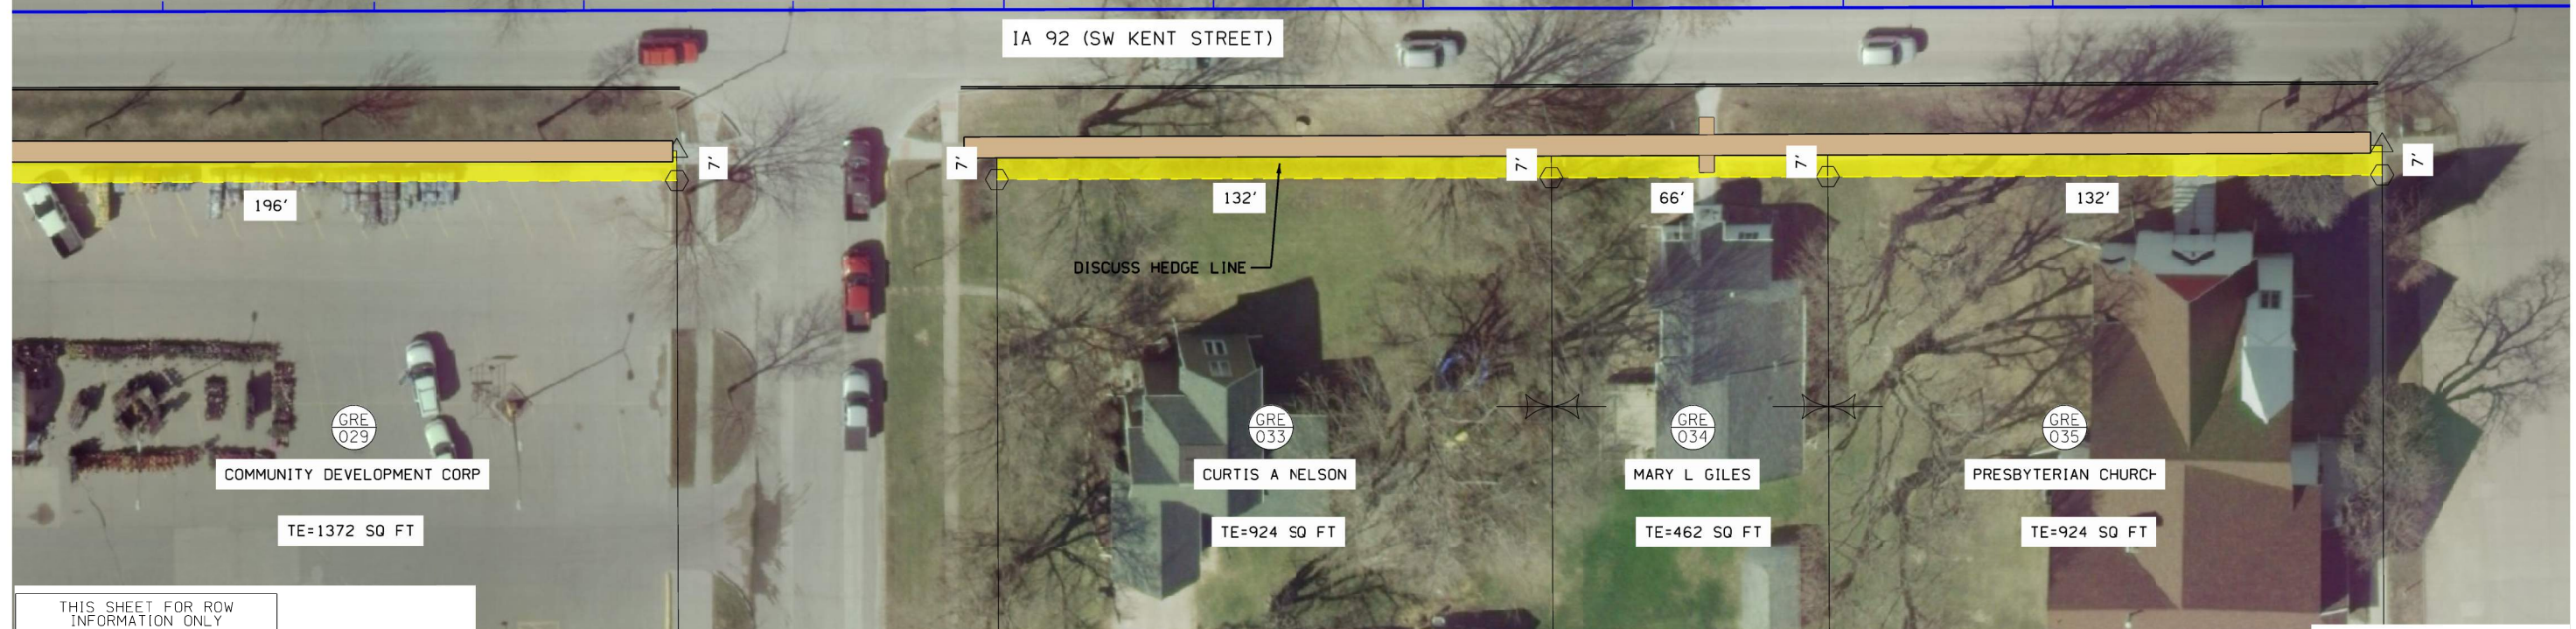 IA 92 (SW KENT STREET)
7'
7'
7'
7'
7'
196'
132'
66'
132'
DISCUSS HEDGE LINE
GRE
029
COMMUNITY DEVELOPMENT CORP
TE=1372 SQ FT
GRE
033
CURTIS A NELSON
TE=924 SQ FT
GRE
034
MARY L GILES
TE=462 SQ FT
GRE
035
PRESBYTERIAN CHURCH
TE=924 SQ FT
THIS SHEET FOR ROW
INFORMATION ONLY